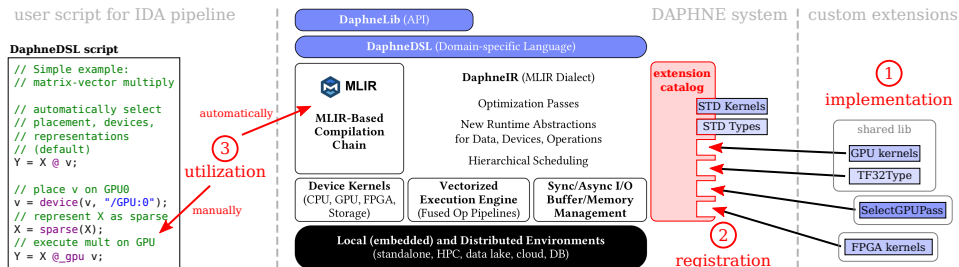 user script for IDA pipeline
DaphneDSL script
// Simple example:
// matrix-vector multiply
// automatically select
// placement, devices,
// representations
// (default)
Y = X @ v;
// place v on GPU0
v = device(v, "/GPU:0");
// represent X as sparse
X = sparse(X);
// execute mult on GPU
Y = X @_gpu v;
automatically
3
utilization
manually
DAPHNE system
DaphneLib (API)
DaphneDSL (Domain-specific Language)
MLIR
MLIR-Based
Compilation
Chain
DaphneIR (MLIR Dialect)
Optimization Passes
New Runtime Abstractions
for Data, Devices, Operations
Hierarchical Scheduling
Device Kernels
(CPU, GPU, FPGA,
Storage)
Vectorized
Execution Engine
(Fused Op Pipelines)
Sync/Async I/O
Buffer/Memory
Management
Local (embedded) and Distributed Environments
(standalone, HPC, data lake, cloud, DB)
extension
catalog
STD Kernels
STD Types
2
registration
custom extensions
1
implementation
shared lib
GPU kernels
TF32Type
SelectGPUPass
FPGA kernels